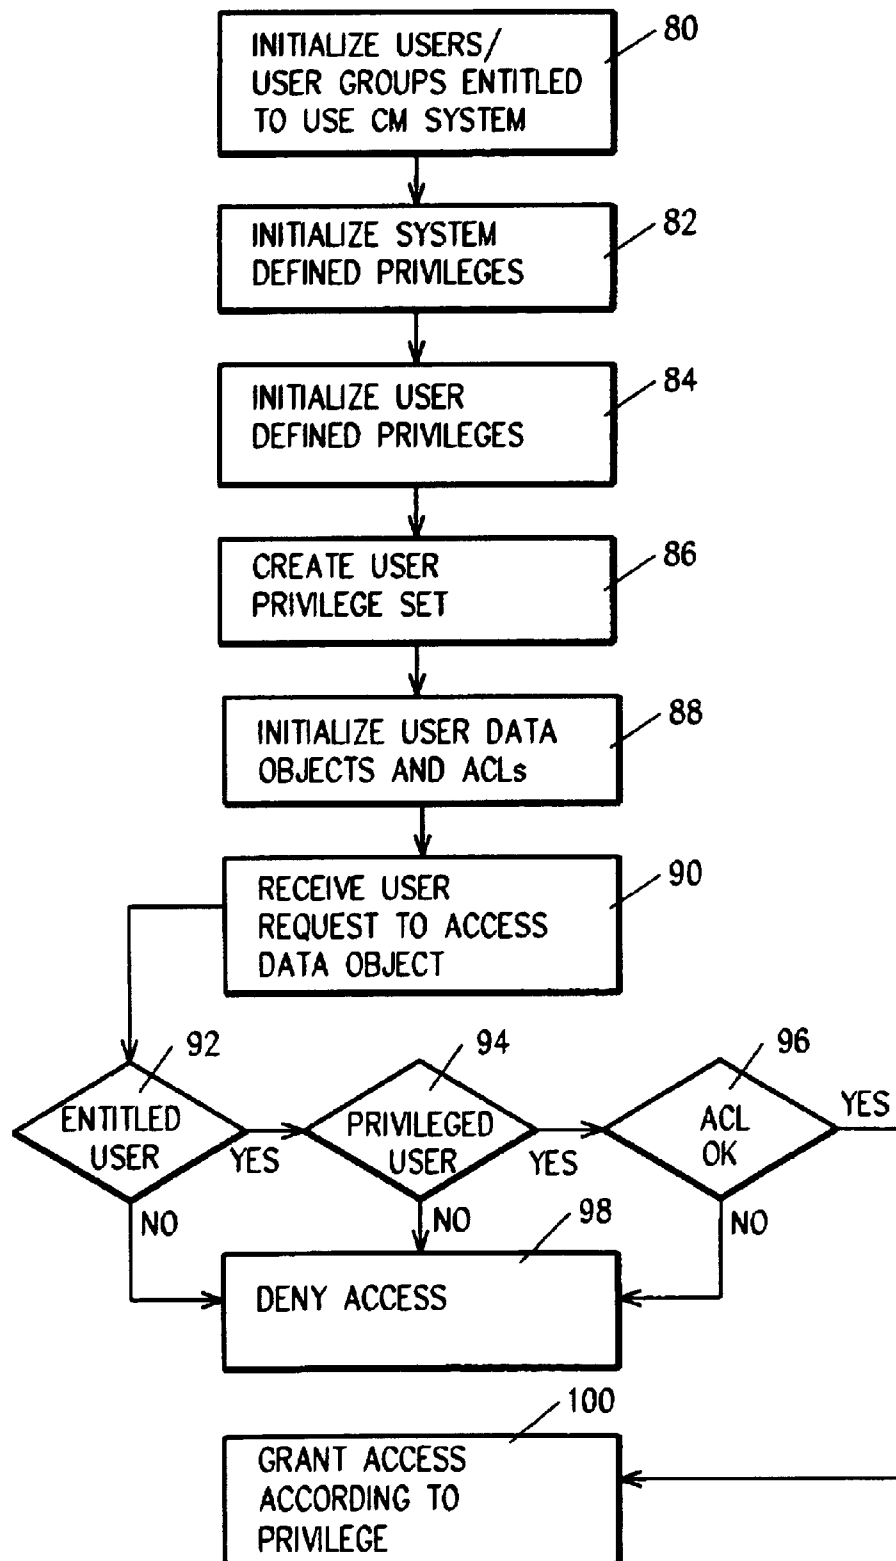 INITIALIZE USERS/
USER GROUPS ENTITLED
TO USE CM SYSTEM
80
INITIALIZE SYSTEM
DEFINED PRIVILEGES
82
INITIALIZE USER
DEFINED PRIVILEGES
84
CREATE USER
PRIVILEGE SET
86
INITIALIZE USER DATA
OBJECTS AND ACLs
88
RECEIVE USER
REQUEST TO ACCESS
DATA OBJECT
90
92
ENTITLED
USER
YES
NO
94
PRIVILEGED
USER
YES
NO
96
ACL
OK
YES
NO
98
DENY ACCESS
100
GRANT ACCESS
ACCORDING TO
PRIVILEGE